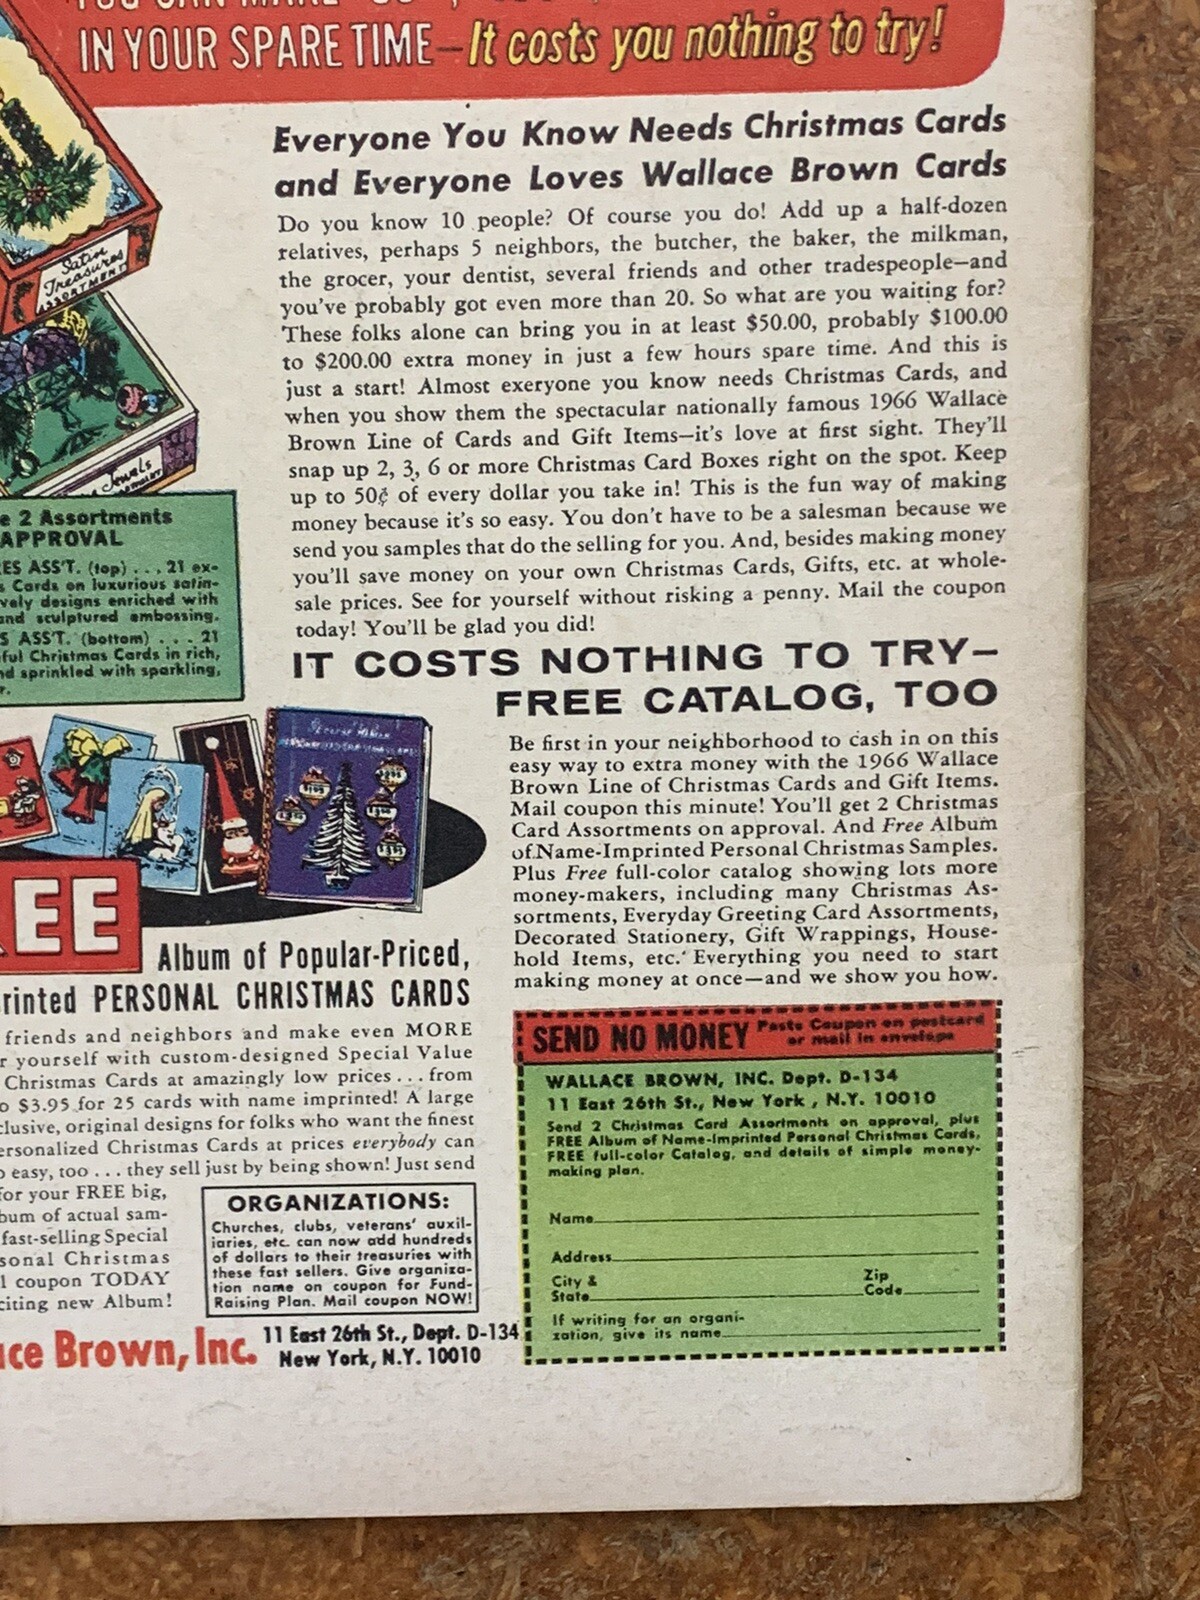 YOU CAN MAKE
IN YOUR SPARE TIME—It costs you nothing to try!
Everyone You Know Needs Christmas Cards
and Everyone Loves Wallace Brown Cards
Do you know 10 people? Of course you do! Add up a half-dozen
relatives, perhaps 5 neighbors, the butcher, the baker, the milkman,
the grocer, your dentist, several friends and other tradespeople—and
you've probably got even more than 20. So what are you waiting for?
These folks alone can bring you in at least $50.00, probably $100.00
to $200.00 extra money in just a few hours spare time. And this is
just a start! Almost exeryone you know needs Christmas Cards, and
when you show them the spectacular nationally famous 1966 Wallace
Brown Line of Cards and Gift Items—it's love at first sight. They'll
snap up 2, 3, 6 or more Christmas Card Boxes right on the spot. Keep
up to 50¢ of every dollar you take in! This is the fun way of making
money because it's so easy. You don't have to be a salesman because we
send you samples that do the selling for you. And, besides making money
you'll save money on your own Christmas Cards, Gifts, etc. at whole-
sale prices. See for yourself without risking a penny. Mail the coupon
today! You'll be glad you did!
Satin
Treasures
ASSORTMENT
Jewels
e 2 Assortments
APPROVAL
ES ASS'T. (top) . . . 21 ex-
s Cards on luxurious satin-
vely designs enriched with
and sculptured embossing.
S ASS'T. (bottom) . . . 21
ful Christmas Cards in rich,
nd sprinkled with sparkling,
r.
IT COSTS NOTHING TO TRY—
FREE CATALOG, TOO
Be first in your neighborhood to cash in on this
easy way to extra money with the 1966 Wallace
Brown Line of Christmas Cards and Gift Items.
Mail coupon this minute! You'll get 2 Christmas
Card Assortments on approval. And Free Album
of Name-Imprinted Personal Christmas Samples.
Plus Free full-color catalog showing lots more
money-makers, including many Christmas As-
sortments, Everyday Greeting Card Assortments,
Decorated Stationery, Gift Wrappings, House-
hold Items, etc. Everything you need to start
making money at once—and we show you how.
Special Value
REE
Album of Popular-Priced,
printed PERSONAL CHRISTMAS CARDS
friends and neighbors and make even MORE
r yourself with custom-designed Special Value
Christmas Cards at amazingly low prices . . . from
o $3.95 for 25 cards with name imprinted! A large
clusive, original designs for folks who want the finest
ersonalized Christmas Cards at prices everybody can
o easy, too . . . they sell just by being shown! Just send
for your FREE big,
bum of actual sam-
fast-selling Special
sonal Christmas
l coupon TODAY
citing new Album!
ORGANIZATIONS:
Churches, clubs, veterans' auxil-
iaries, etc. can now add hundreds
of dollars to their treasuries with
these fast sellers. Give organiza-
tion name on coupon for Fund-
Raising Plan. Mail coupon NOW!
ace Brown, Inc. 11 East 26th St., Dept. D-134
New York, N.Y. 10010
SEND NO MONEY Paste Coupon on postcard
or mail in envelope
WALLACE BROWN, INC. Dept. D-134
11 East 26th St., New York , N.Y. 10010
Send 2 Christmas Card Assortments on approval, plus
FREE Album of Name-Imprinted Personal Christmas Cards,
FREE full-color Catalog, and details of simple money-
making plan.
Name
Address
City &
State
Zip
Code
If writing for an organi-
zation, give its name